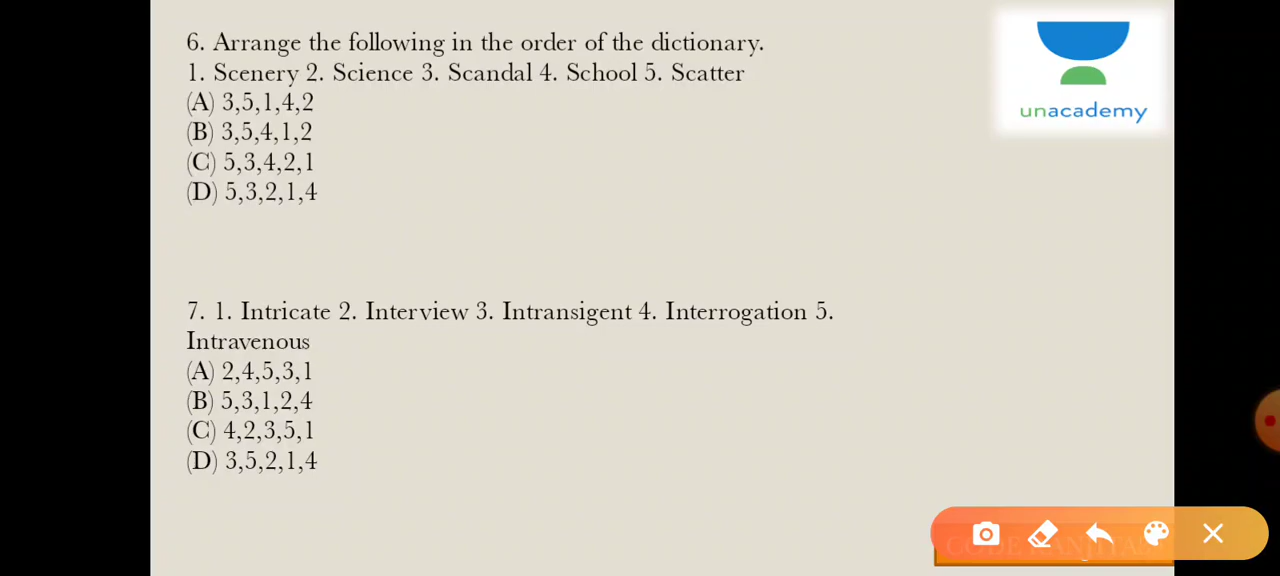 6. Arrange the following in the order of the dictionary.
1. Scenery 2. Science 3. Scandal 4. School 5. Scatter
(A) 3,5,1,4,2
(B) 3,5,4,1,2
(C) 5,3,4,2,1
(D) 5,3,2,1,4
unacademy
7. 1. Intricate 2. Interview 3. Intransigent 4. Interrogation 5.
Intravenous
(A) 2,4,5,3,1
(B) 5,3,1,2,4
(C) 4,2,3,5,1
(D) 3,5,2,1,4